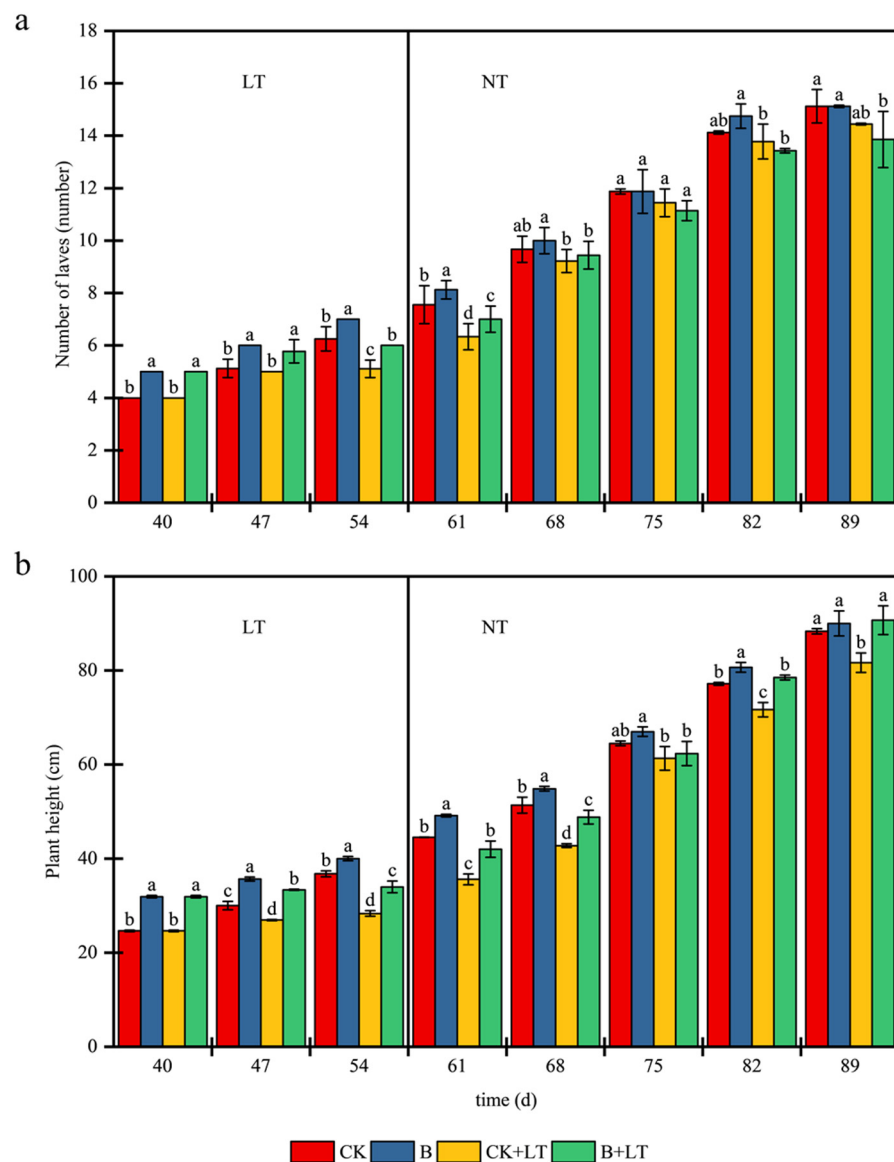 a
18
16
14
12
10
8
6
4
2
0
Number of laves (number)
LT NT
b a b a
b a b a
b a c b
b a d c
ab a b b
a a a a
ab a b b
a a ab b
40 47 54 61 68 75 82 89
b
100
80
60
40
20
0
Plant height (cm)
LT NT
b a b a
c a d b
b a d c
b a c b
b a d c
ab a b b
b a c b
a a b a
40 47 54 61 68 75 82 89
time (d)
CK B CK+LT B+LT